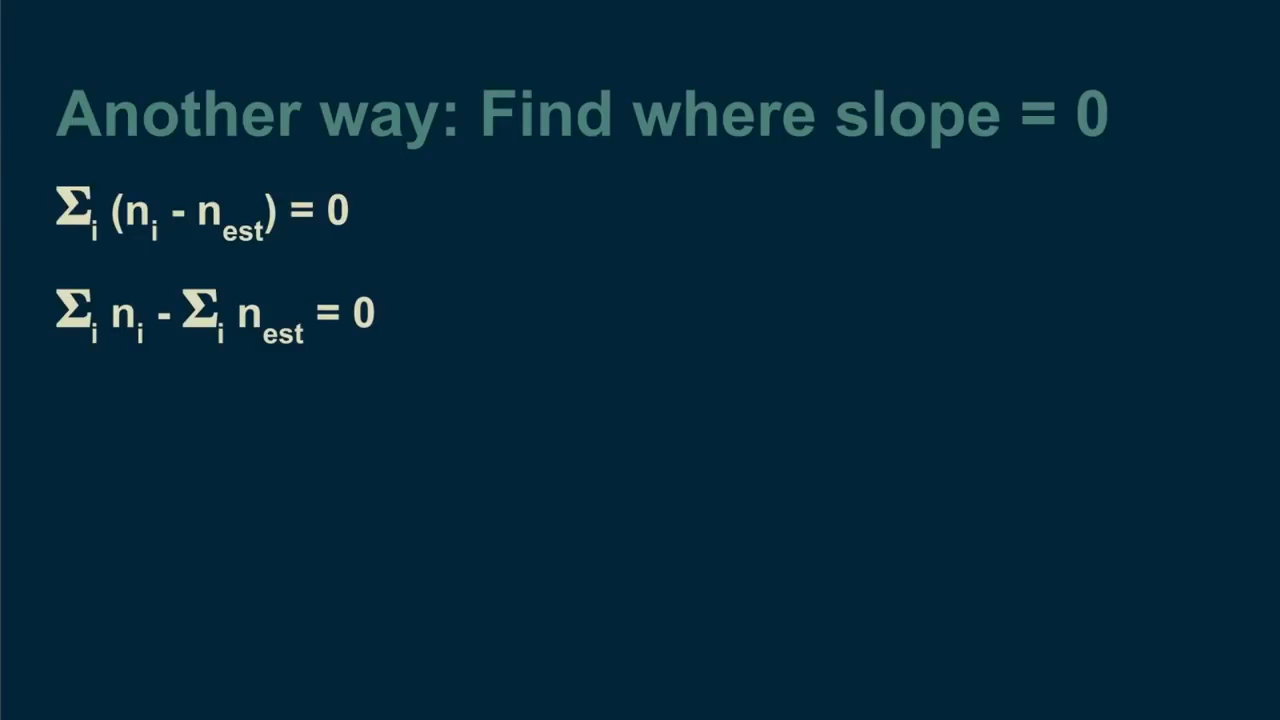 Another way: Find where slope = 0
Σᵢ (nᵢ - nₑₛₜ) = 0
Σᵢ nᵢ - Σᵢ nₑₛₜ = 0